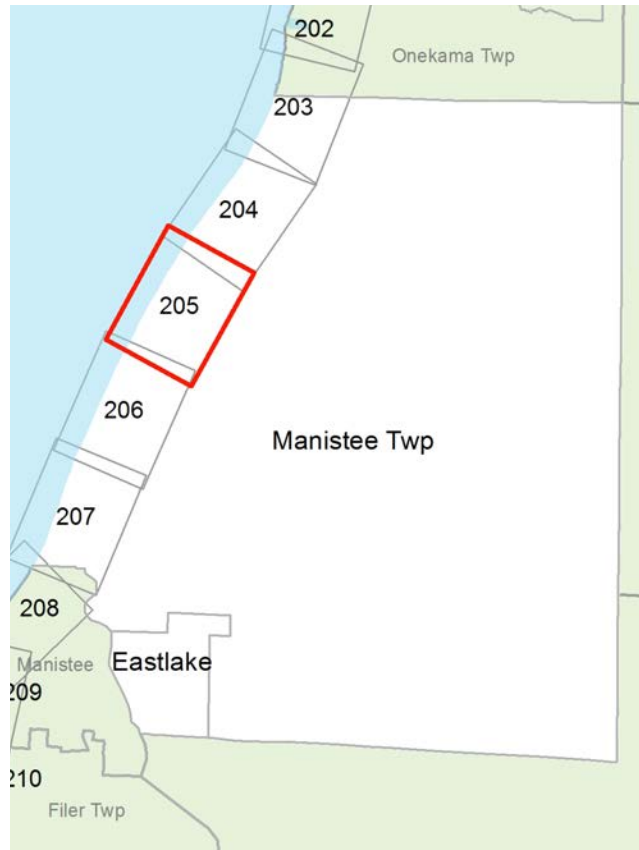 202
Onekama Twp
203
204
205
206
Manistee Twp
207
208
Eastlake
Manistee
209
210
Filer Twp